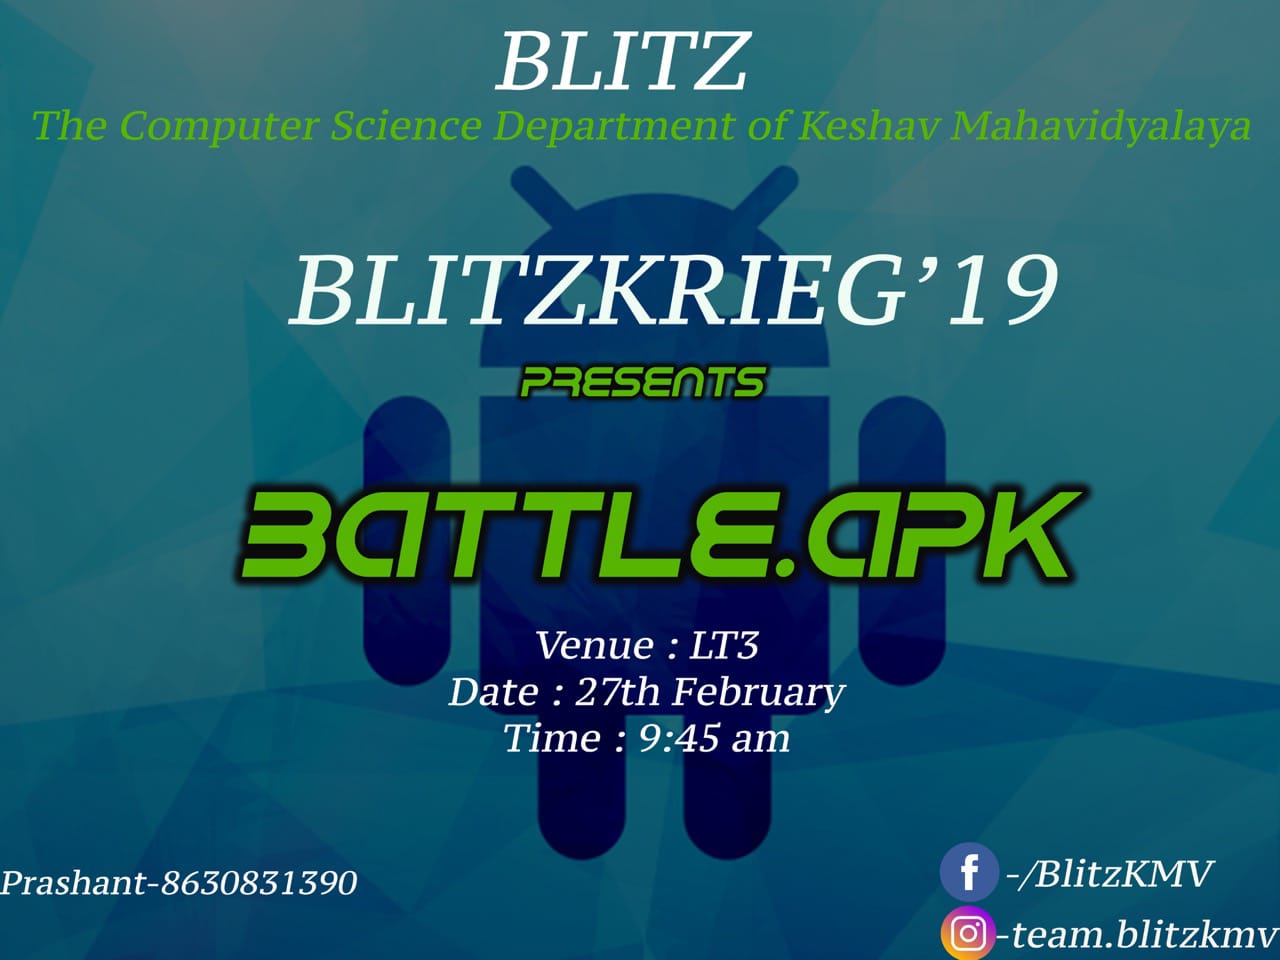 BLITZ
The Computer Science Department of Keshav Mahavidyalaya
BLITZKRIEG’19
PRESENTS
BATTLE.APK
Venue : LT3
Date : 27th February
Time : 9:45 am
Prashant-8630831390
-/BlitzKMV
-team.blitzkmv